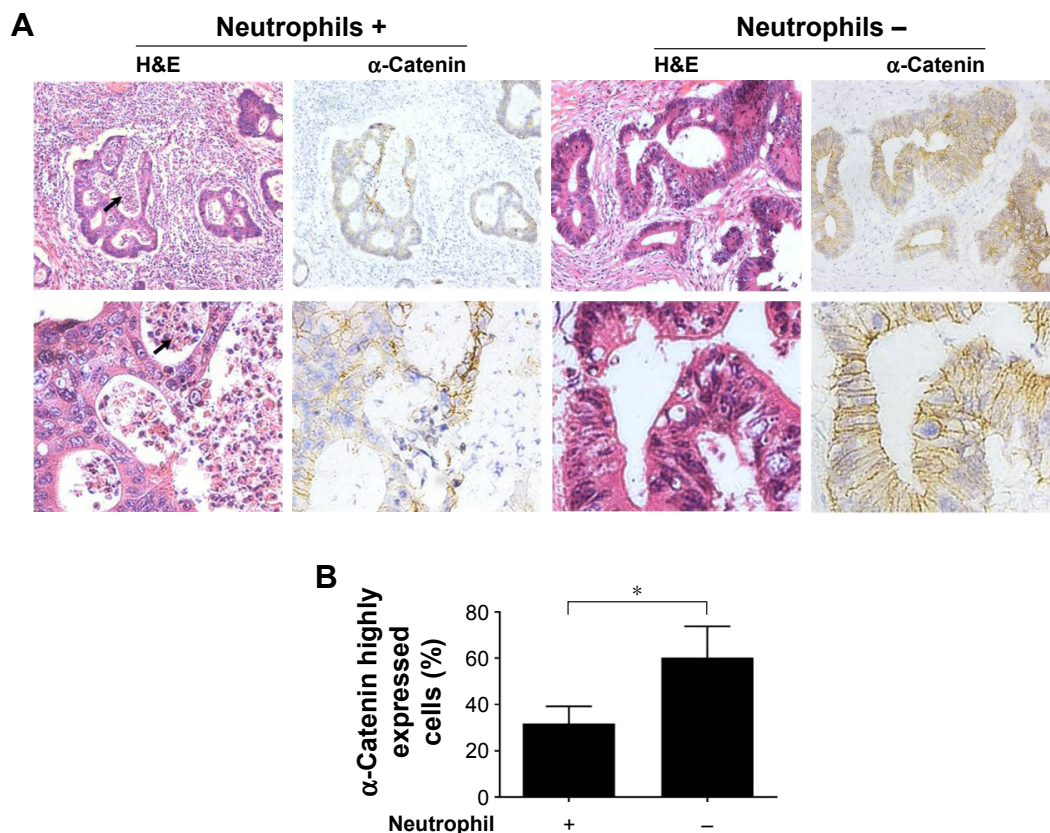 A
Neutrophils +
Neutrophils –
H&E
α-Catenin
H&E
α-Catenin
B
α-Catenin highly
expressed
cells (%)
80
60
40
20
0
*
Neutrophil + –